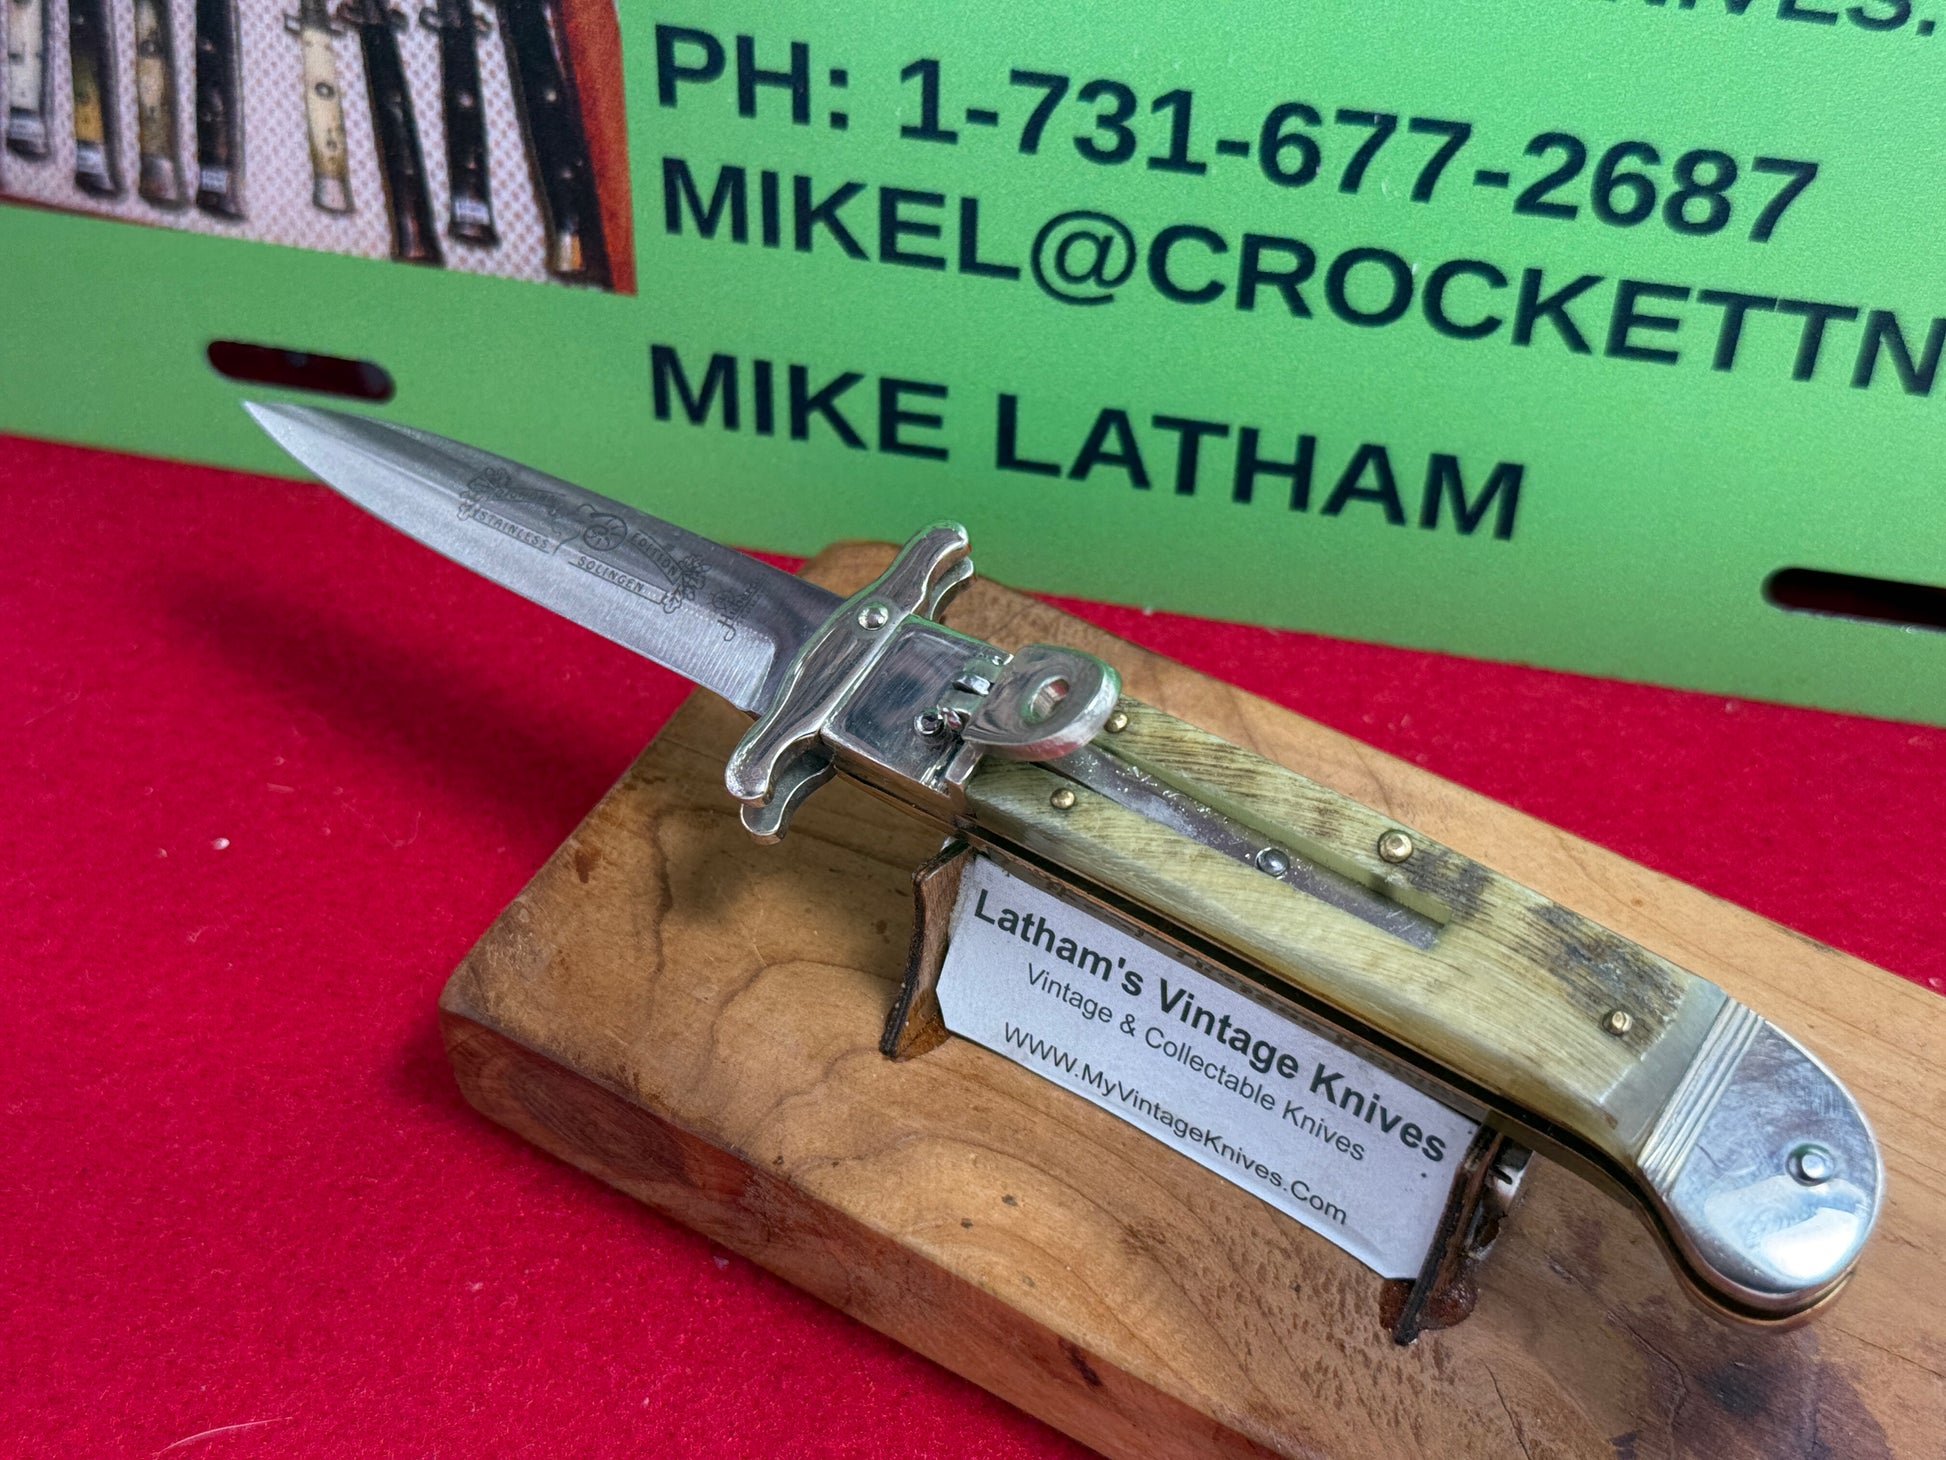 PH: 1-731-677-2687
MIKEL@CROCKETTN
MIKE LATHAM
STAINLESS
EDITION
SOLINGEN
Latham's Vintage Knives
Vintage & Collectable Knives
WWW.MyVintageKnives.Com